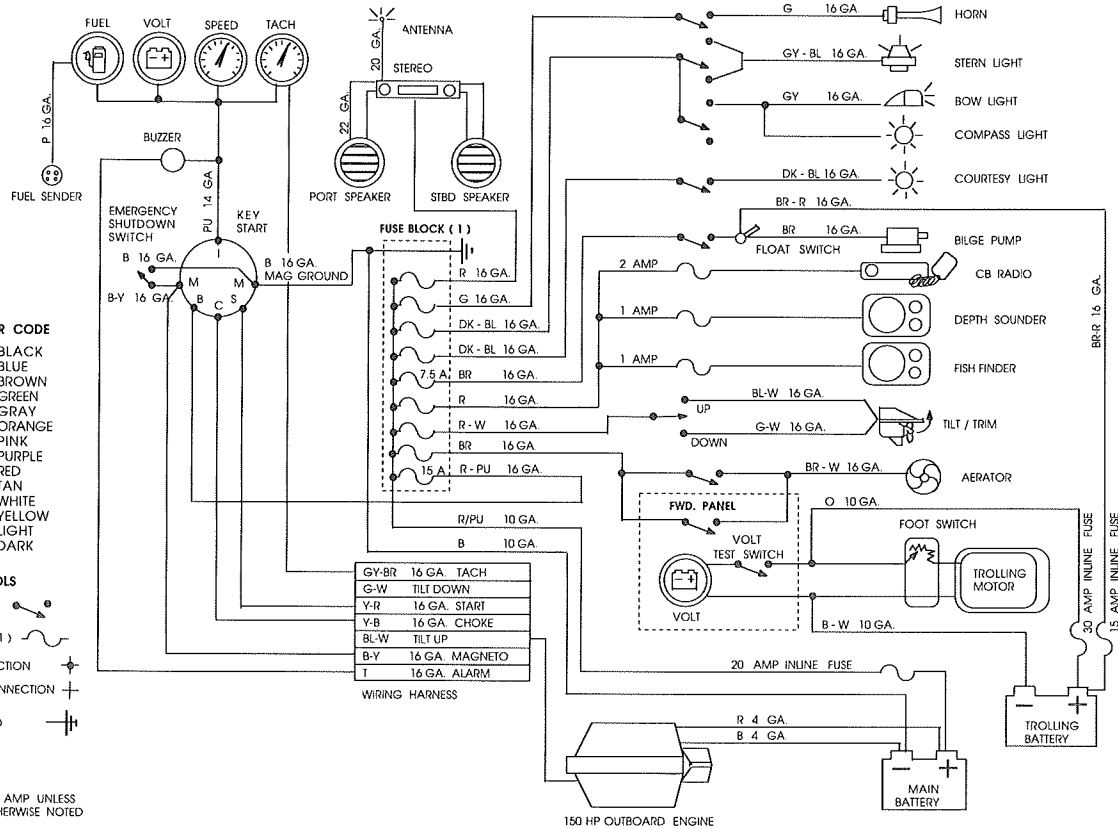 FUEL VOLT SPEED TACH
ANTENNA
20 GA.
STEREO
22 GA.
P 16 GA.
BUZZER
FUEL SENDER
PU 14 GA
PORT SPEAKER STBD SPEAKER
EMERGENCY
SHUTDOWN
SWITCH
KEY
START
B 16 GA.
B-Y 16 GA.
M M
B C S
B 16 GA.
MAG GROUND
FUSE BLOCK ( 1 )
R 16 GA.
G 16 GA.
DK - BL 16 GA.
DK - BL 16 GA.
7.5 A. BR 16 GA.
R 16 GA.
R - W 16 GA.
BR 16 GA.
15 A. R - PU 16 GA.
R/PU 10 GA.
B 10 GA.
G 16 GA. HORN
GY - BL 16 GA. STERN LIGHT
GY 16 GA. BOW LIGHT
COMPASS LIGHT
DK - BL 16 GA. COURTESY LIGHT
BR - R 16 GA.
BR 16 GA. BILGE PUMP
FLOAT SWITCH
2 AMP CB RADIO
1 AMP DEPTH SOUNDER
1 AMP FISH FINDER
BR-R 16 GA.
BL-W 16 GA.
UP
G-W 16 GA.
DOWN
TILT / TRIM
BR - W 16 GA. AERATOR
FWD. PANEL
O 10 GA.
FOOT SWITCH
VOLT
TEST SWITCH
VOLT
TROLLING
MOTOR
B - W 10 GA.
30 AMP INLINE FUSE
15 AMP INLINE FUSE
R CODE
BLACK
BLUE
BROWN
GREEN
GRAY
ORANGE
PINK
PURPLE
RED
TAN
WHITE
YELLOW
LIGHT
DARK
OLS
1 )
CTION
NNECTION
D
AMP UNLESS
HERWISE NOTED
GY-BR 16 GA. TACH
G-W TILT DOWN
Y-R 16 GA. START
Y-B 16 GA. CHOKE
BL-W TILT UP
B-Y 16 GA. MAGNETO
T 16 GA. ALARM
WIRING HARNESS
20 AMP INLINE FUSE
R 4 GA.
B 4 GA.
TROLLING
BATTERY
MAIN
BATTERY
150 HP OUTBOARD ENGINE